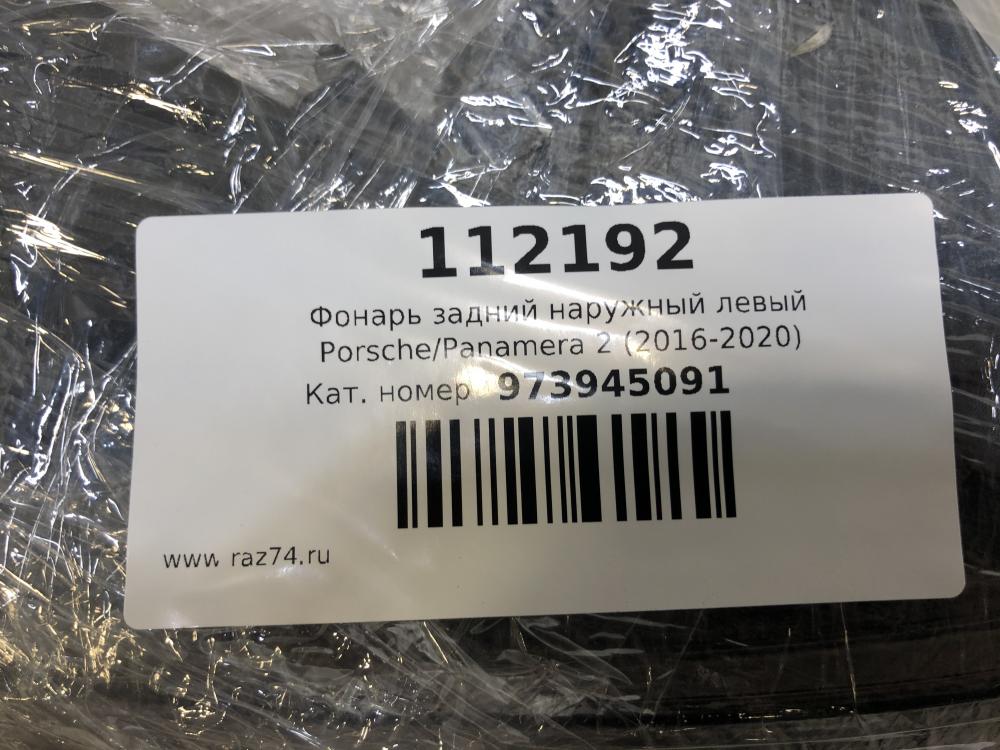 112192
Фонарь задний наружный левый
Porsche/Panamera 2 (2016-2020)
Кат. номер 973945091
www.raz74.ru